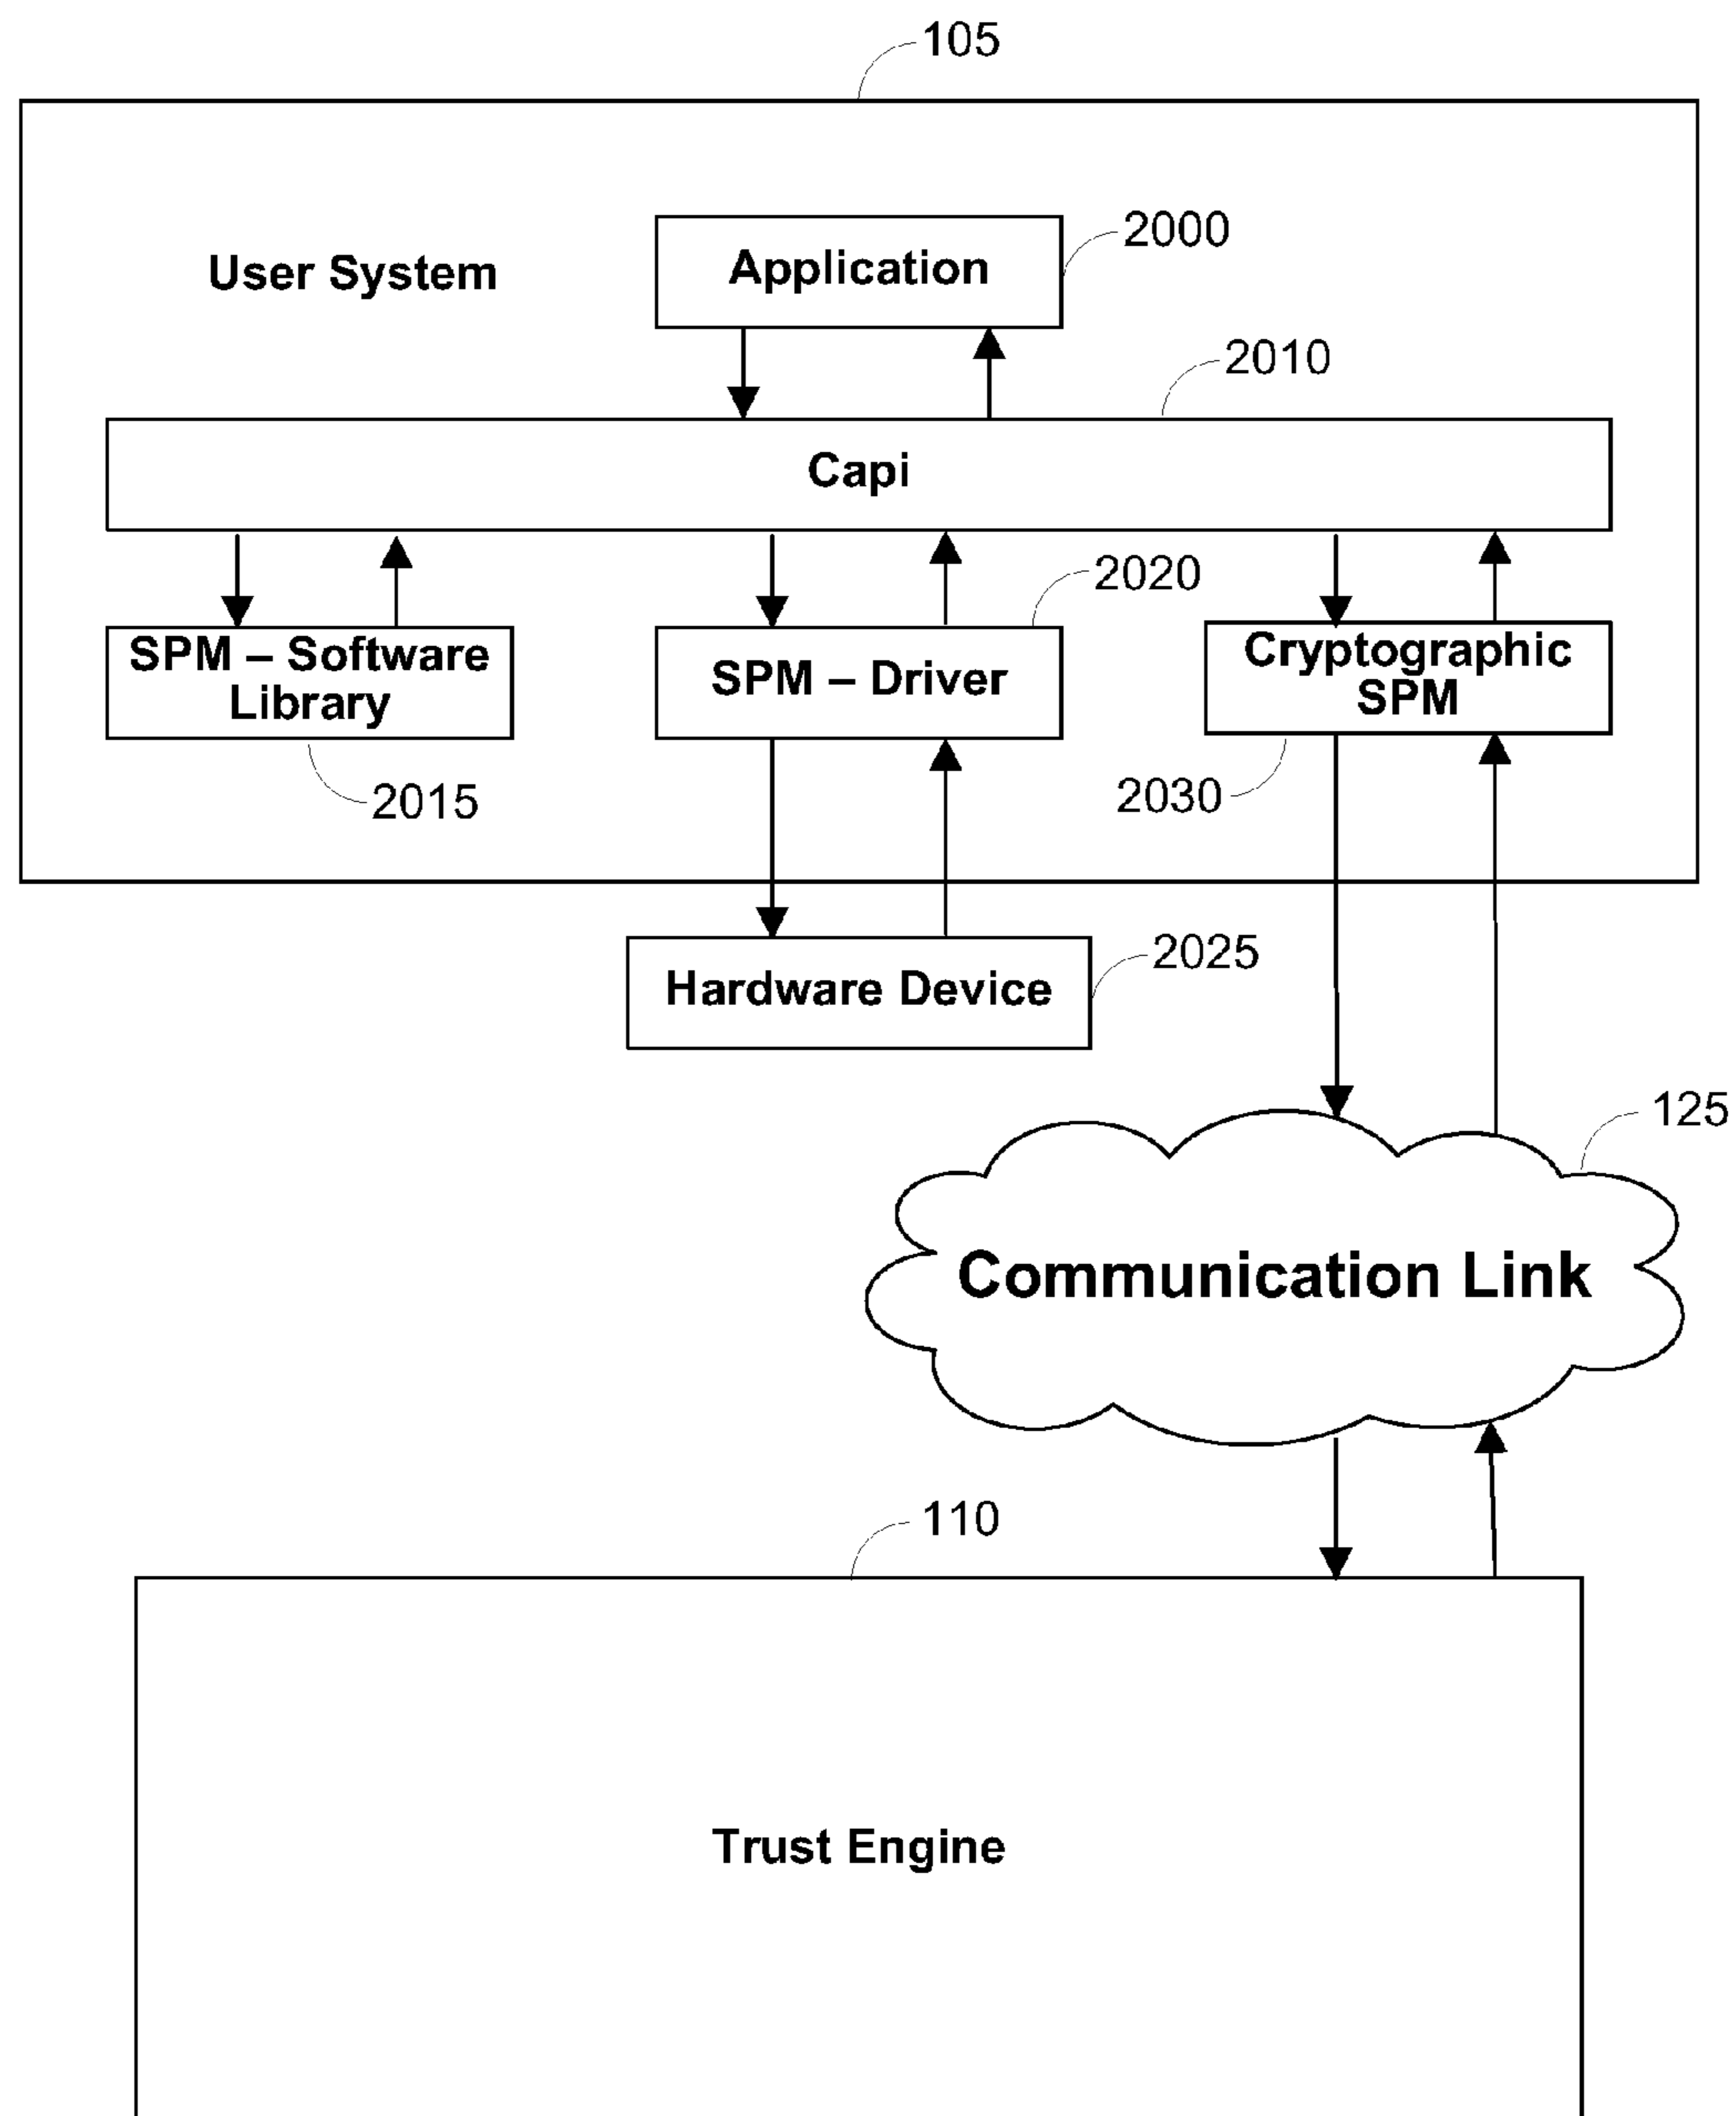 105
2000
User System
Application
2010
Capi
2020
SPM – Software
Library
SPM – Driver
Cryptographic
SPM
2015
2030
2025
Hardware Device
125
Communication Link
110
Trust Engine